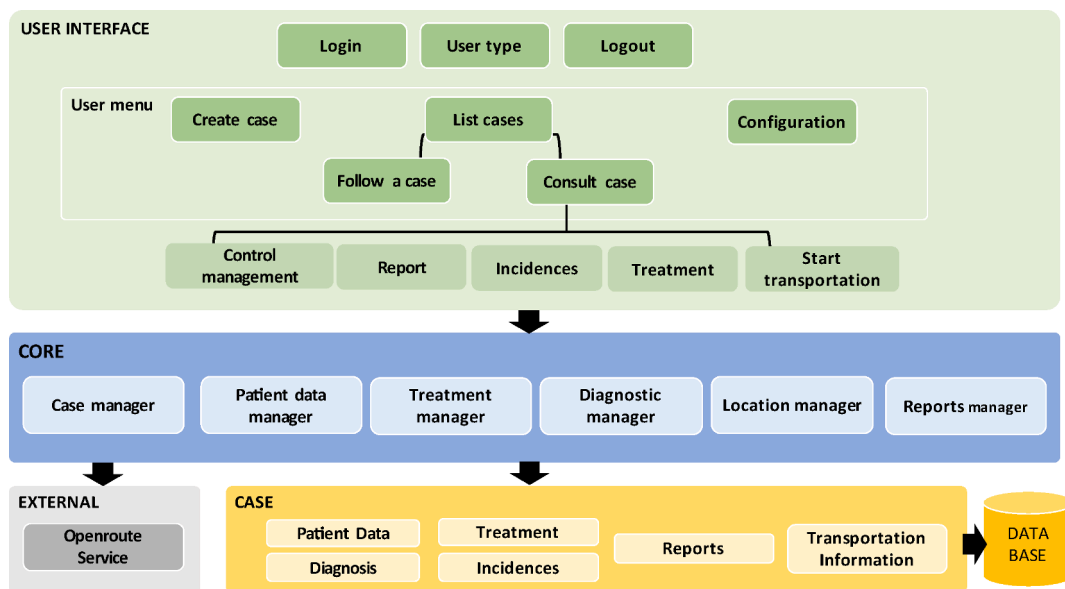 USER INTERFACE
Login
User type
Logout
User menu
Create case
List cases
Configuration
Follow a case
Consult case
Control
management
Report
Incidences
Treatment
Start
transportation
CORE
Case manager
Patient data
manager
Treatment
manager
Diagnostic
manager
Location manager
Reports manager
EXTERNAL
Openroute
Service
CASE
Patient Data
Treatment
Diagnosis
Incidences
Reports
Transportation
Information
DATA
BASE